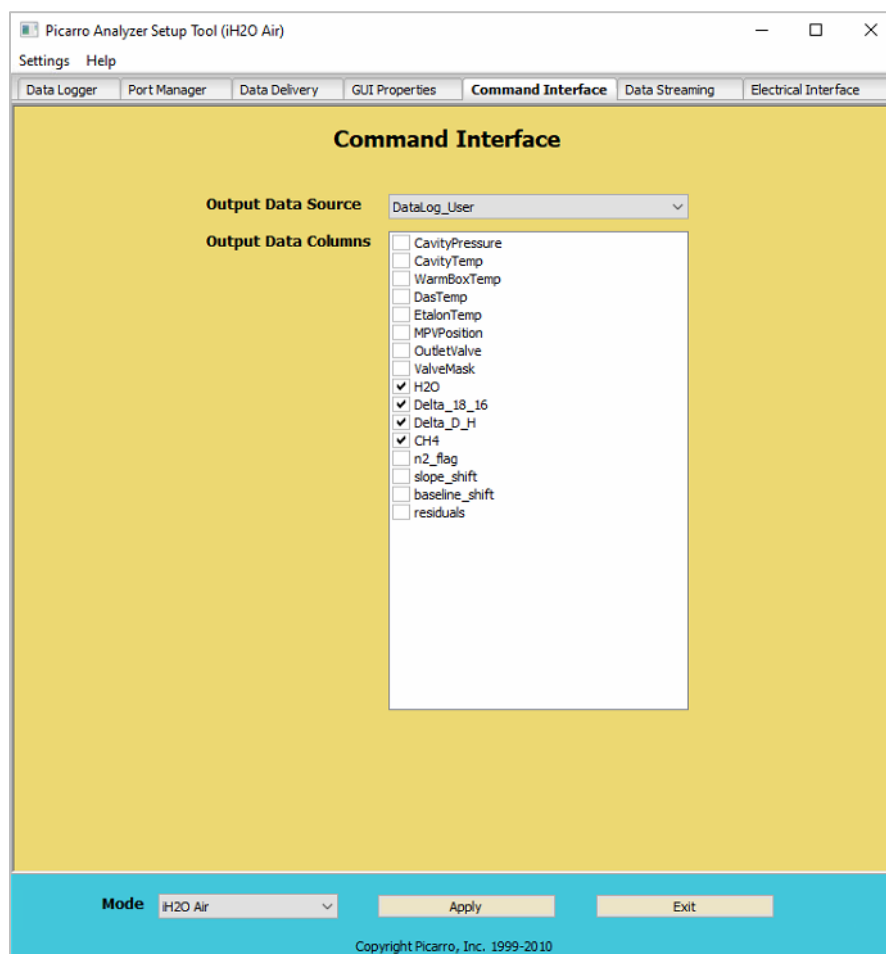 Picarro Analyzer Setup Tool (iH2O Air)
Settings Help
Data Logger Port Manager Data Delivery GUI Properties Command Interface Data Streaming Electrical Interface
Command Interface
Output Data Source DataLog_User
Output Data Columns CavityPressure
CavityTemp
WarmBoxTemp
DasTemp
EtalonTemp
MPVPosition
OutletValve
ValveMask
H2O
Delta_18_16
Delta_D_H
CH4
n2_flag
slope_shift
baseline_shift
residuals
Mode iH2O Air Apply Exit
Copyright Picarro, Inc. 1999-2010